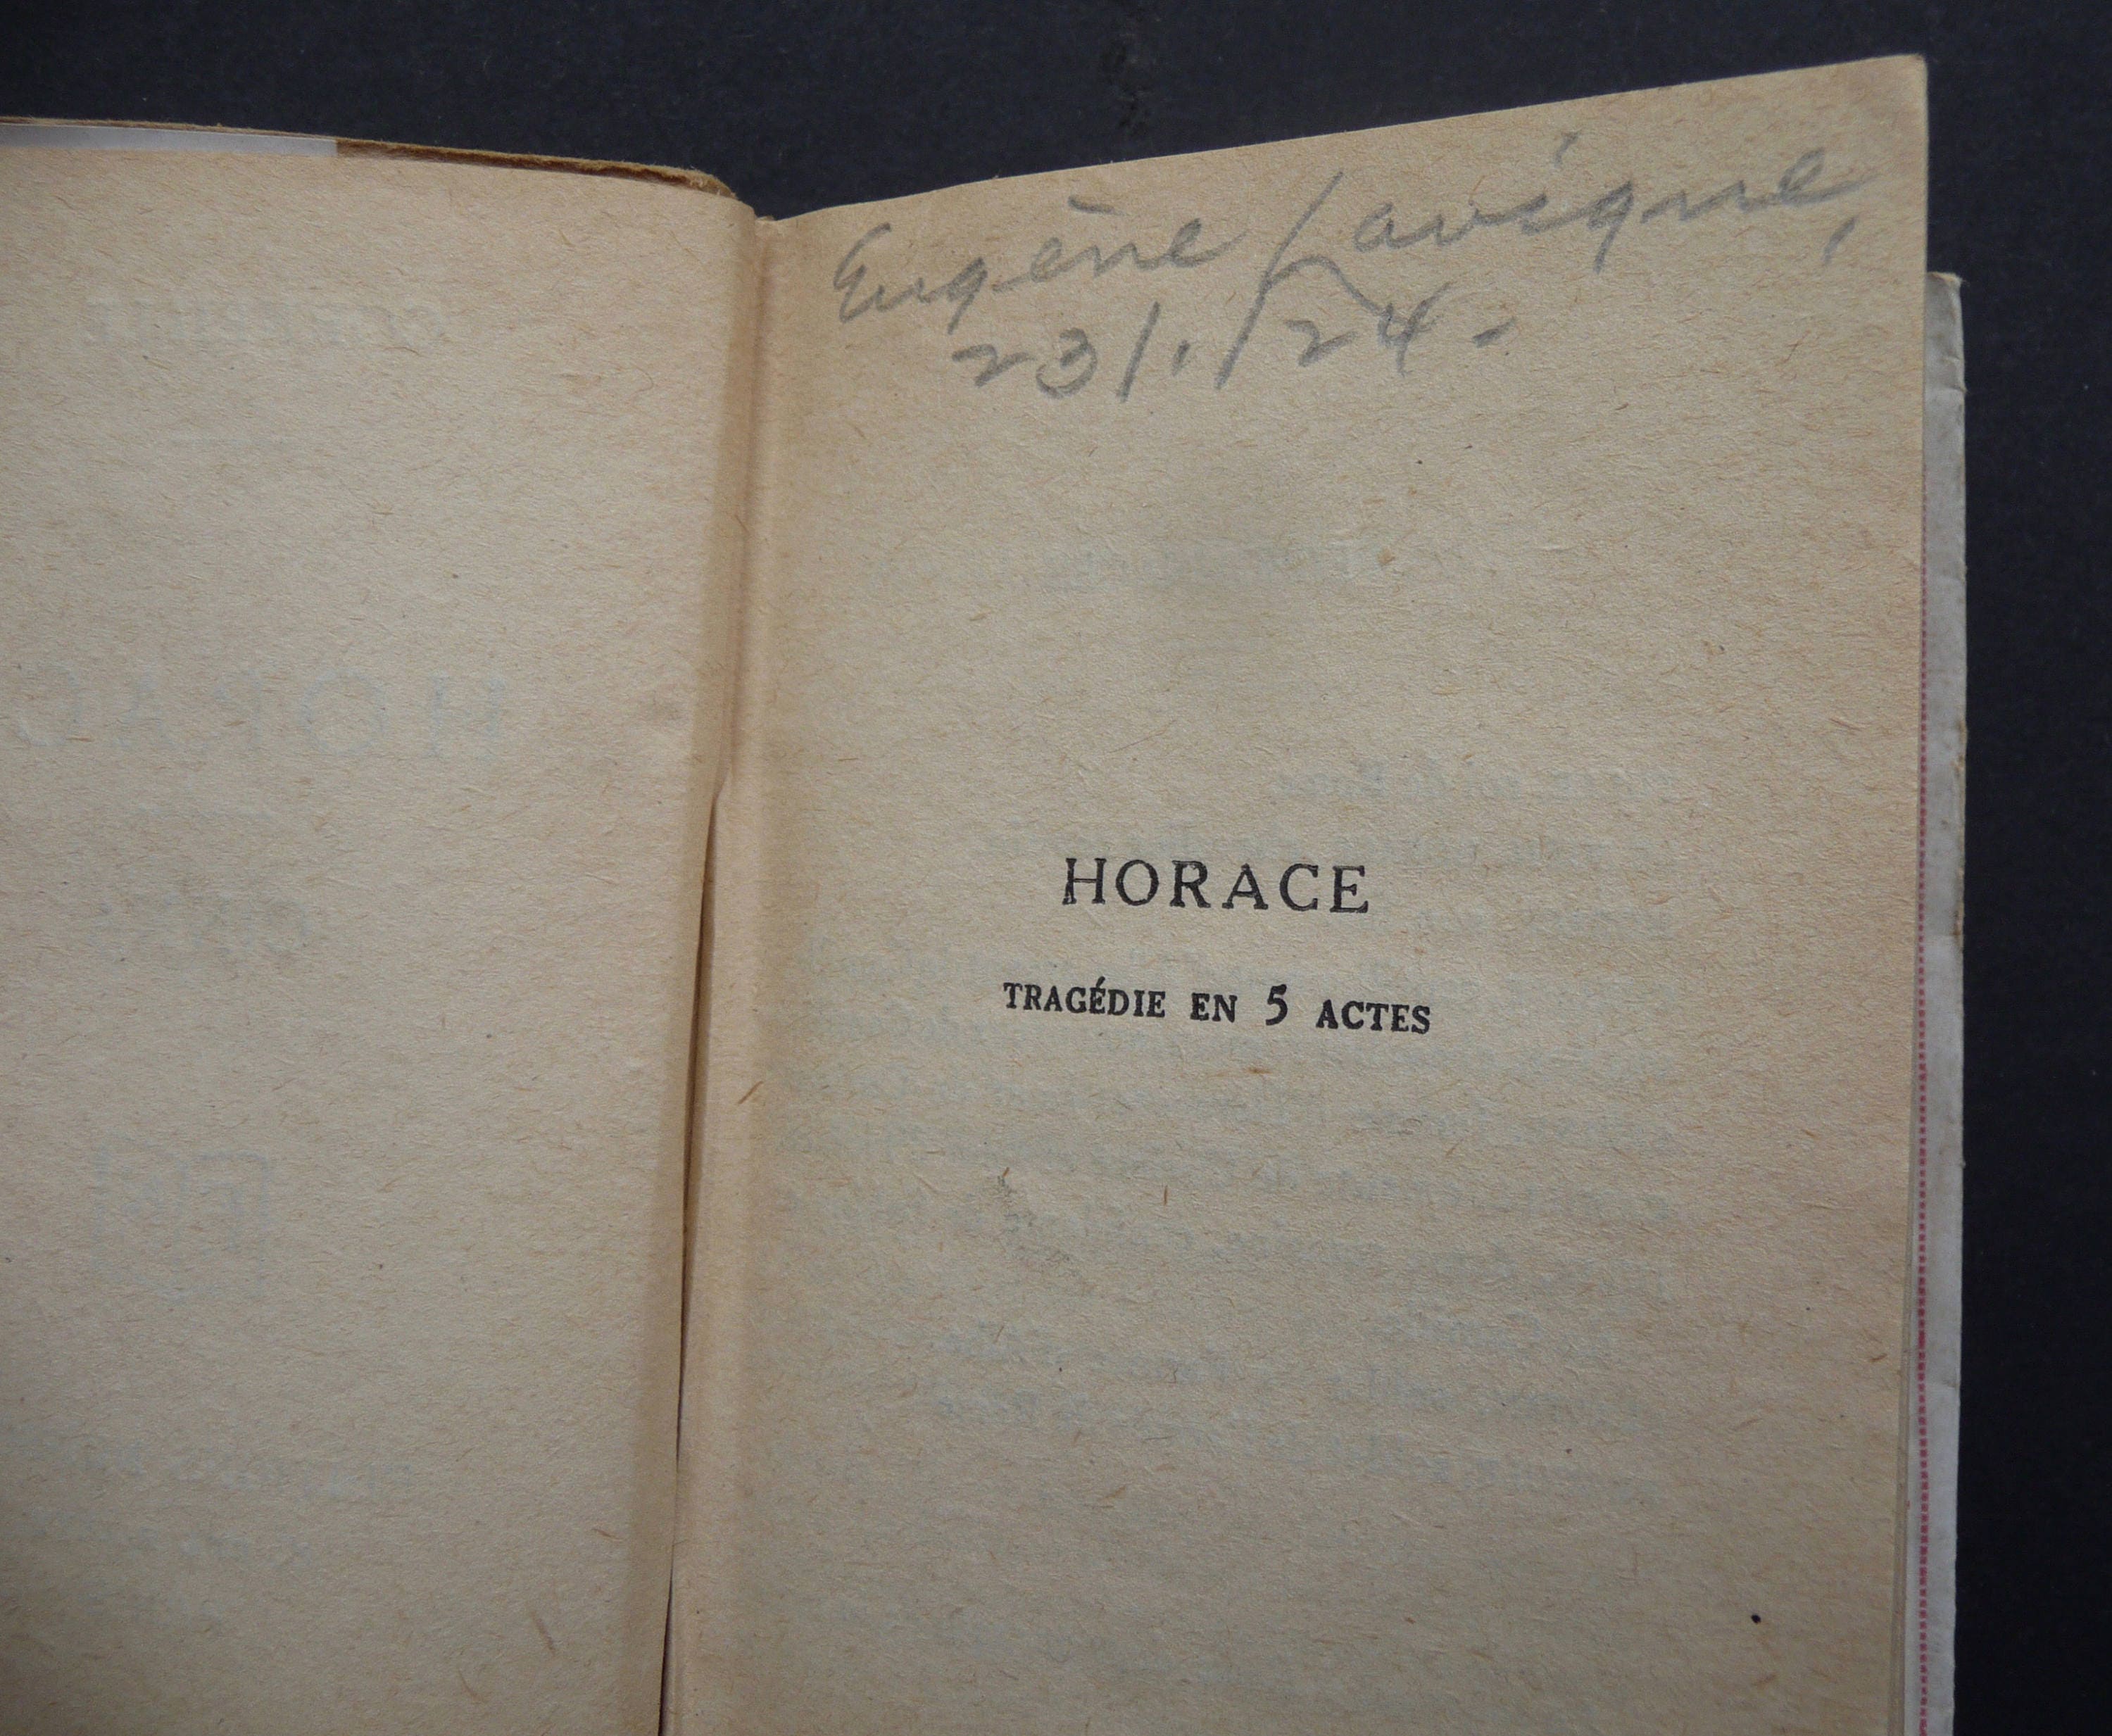 Eugène Lavigne,
23/1/24.
HORACE
TRAGÉDIE EN 5 ACTES